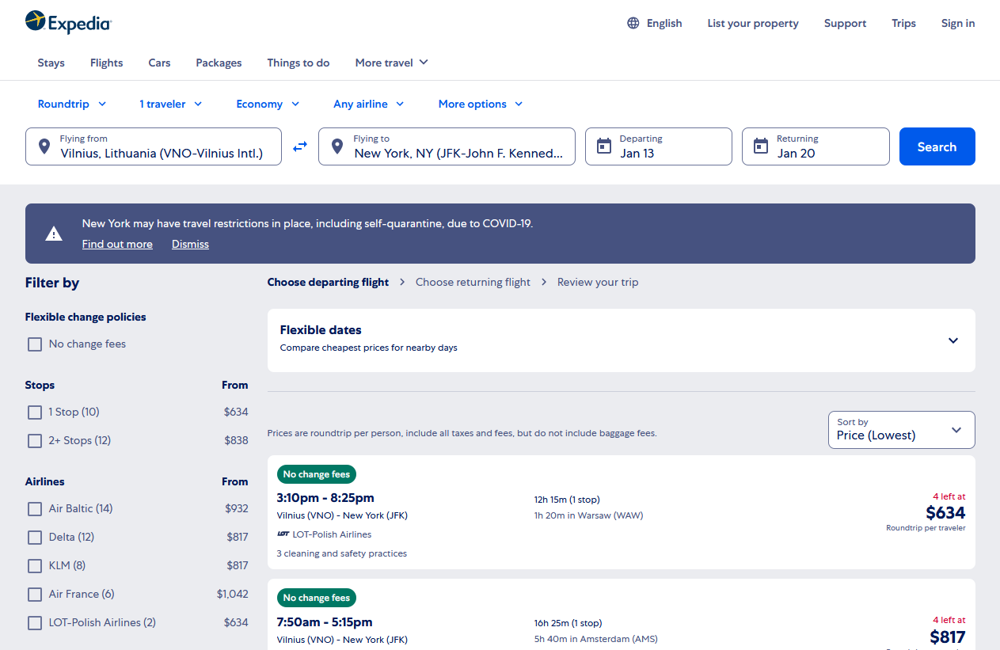 Expedia
English
List your property
Support
Trips
Sign in
Stays
Flights
Cars
Packages
Things to do
More travel
Roundtrip
1 traveler
Economy
Any airline
More options
Flying from
Vilnius, Lithuania (VNO-Vilnius Intl.)
Flying to
New York, NY (JFK-John F. Kenned...
Departing
Jan 13
Returning
Jan 20
Search
New York may have travel restrictions in place, including self-quarantine, due to COVID-19.
Find out more
Dismiss
Filter by
Flexible change policies
No change fees
Stops From
1 Stop (10) $634
2+ Stops (12) $838
Airlines From
Air Baltic (14) $932
Delta (12) $817
KLM (8) $817
Air France (6) $1,042
LOT-Polish Airlines (2) $634
Choose departing flight
Choose returning flight
Review your trip
Flexible dates
Compare cheapest prices for nearby days
Prices are roundtrip per person, include all taxes and fees, but do not include baggage fees.
Sort by
Price (Lowest)
No change fees
3:10pm - 8:25pm
Vilnius (VNO) - New York (JFK)
LOT LOT-Polish Airlines
3 cleaning and safety practices
12h 15m (1 stop)
1h 20m in Warsaw (WAW)
4 left at
$634
Roundtrip per traveler
No change fees
7:50am - 5:15pm
Vilnius (VNO) - New York (JFK)
16h 25m (1 stop)
5h 40m in Amsterdam (AMS)
4 left at
$817